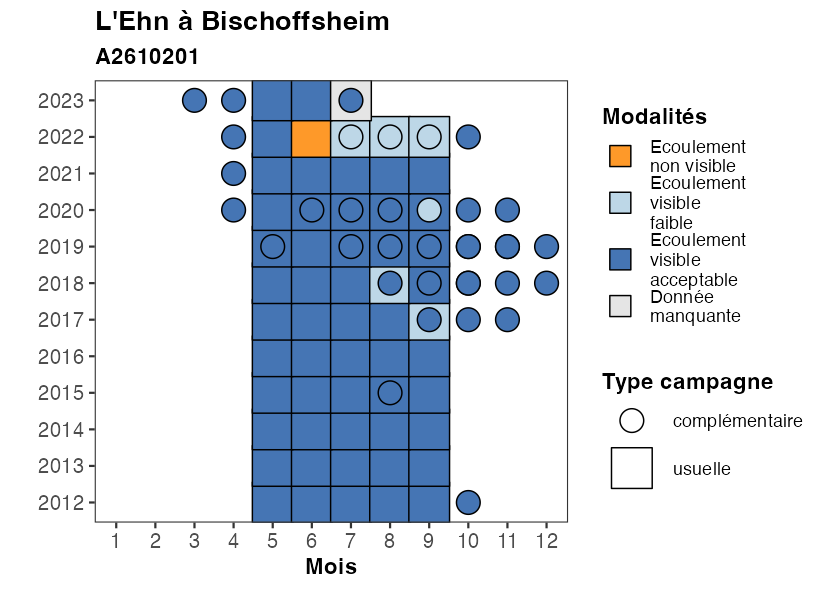 L'Ehn à Bischoffsheim
A2610201
2023
2022
2021
2020
2019
2018
2017
2016
2015
2014
2013
2012
1 2 3 4 5 6 7 8 9 10 11 12
Mois
Modalités
Ecoulement
non visible
Ecoulement
visible
faible
Ecoulement
visible
acceptable
Donnée
manquante
Type campagne
complémentaire
usuelle